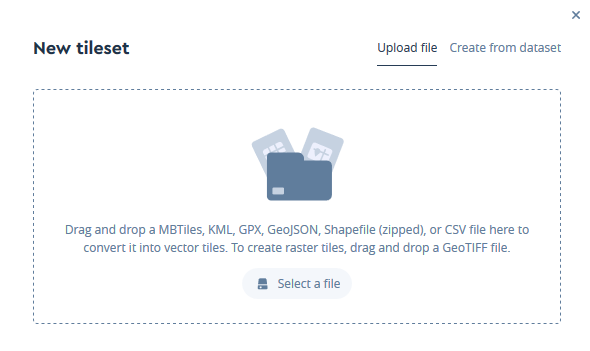 New tileset
Upload file
Create from dataset
Drag and drop a MBTiles, KML, GPX, GeoJSON, Shapefile (zipped), or CSV file here to
convert it into vector tiles. To create raster tiles, drag and drop a GeoTIFF file.
Select a file